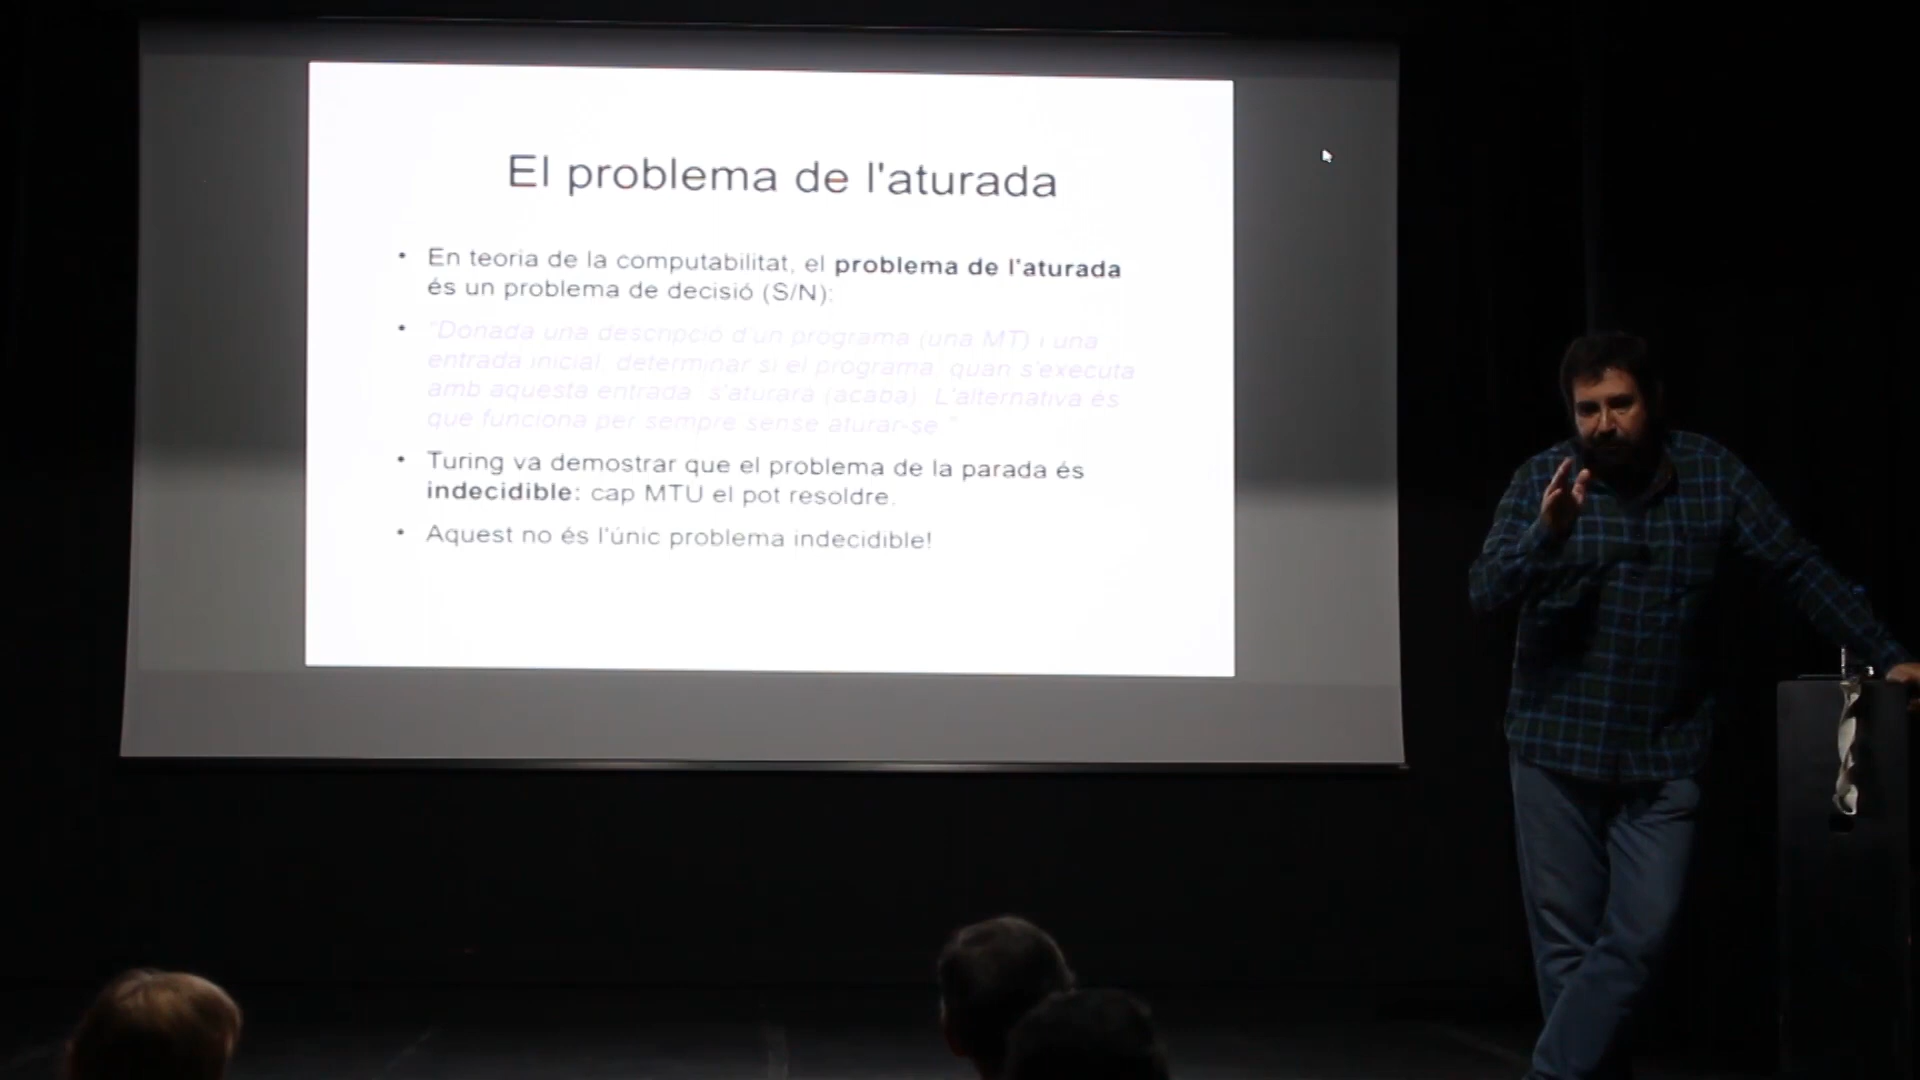 El problema de l'aturada
• En teoria de la computabilitat, el problema de l'aturada
és un problema de decisió (S/N):
• "Donada una descripció d'un programa (una MT) i una
entrada inicial, determinar si el programa, quan s'executa
amb aquesta entrada, s'aturarà (acaba). L'alternativa és
que funciona per sempre sense aturar-se."
• Turing va demostrar que el problema de la parada és
indecidible: cap MTU el pot resoldre.
• Aquest no és l'únic problema indecidible!